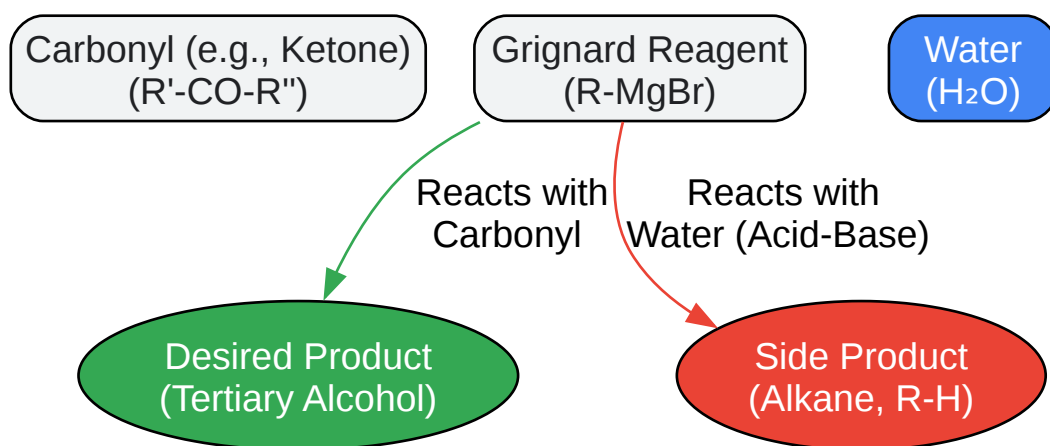 Carbonyl (e.g., Ketone)
(R'-CO-R")
Grignard Reagent
(R-MgBr)
Water
(H₂O)
Reacts with
Carbonyl
Reacts with
Water (Acid-Base)
Desired Product
(Tertiary Alcohol)
Side Product
(Alkane, R-H)